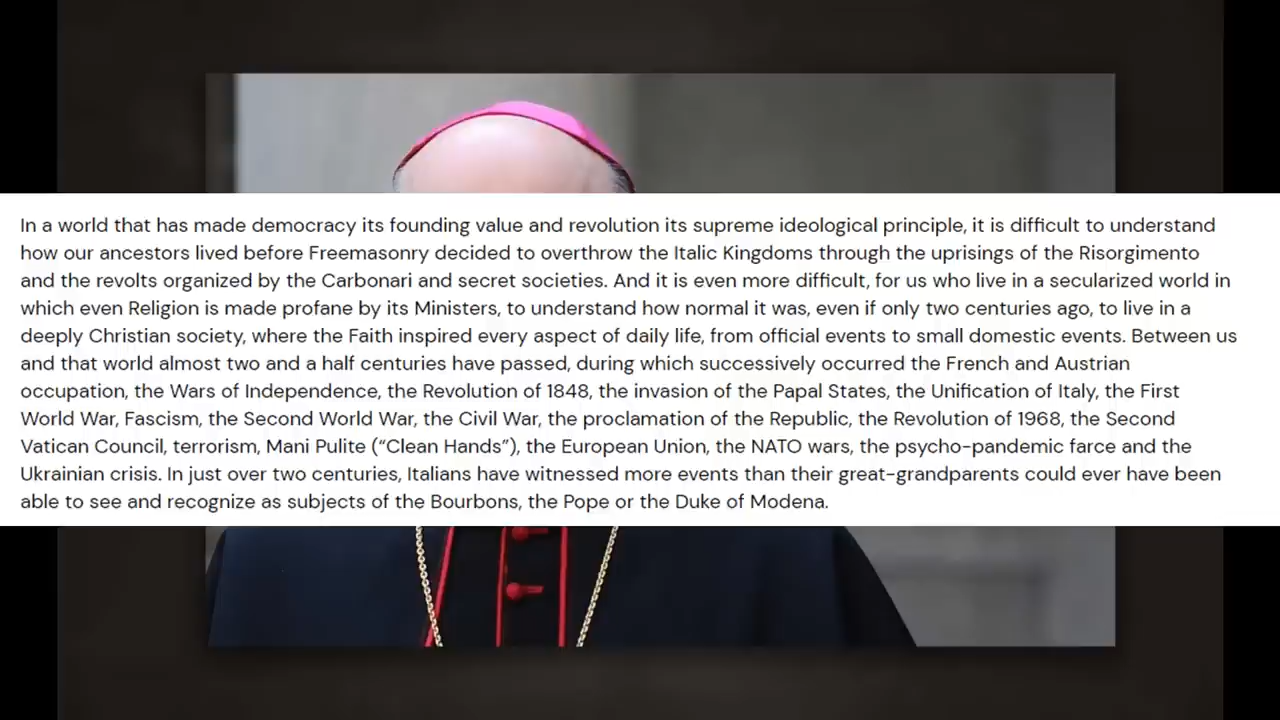 In a world that has made democracy its founding value and revolution its supreme ideological principle, it is difficult to understand
how our ancestors lived before Freemasonry decided to overthrow the Italic Kingdoms through the uprisings of the Risorgimento
and the revolts organized by the Carbonari and secret societies. And it is even more difficult, for us who live in a secularized world in
which even Religion is made profane by its Ministers, to understand how normal it was, even if only two centuries ago, to live in a
deeply Christian society, where the Faith inspired every aspect of daily life, from official events to small domestic events. Between us
and that world almost two and a half centuries have passed, during which successively occurred the French and Austrian
occupation, the Wars of Independence, the Revolution of 1848, the invasion of the Papal States, the Unification of Italy, the First
World War, Fascism, the Second World War, the Civil War, the proclamation of the Republic, the Revolution of 1968, the Second
Vatican Council, terrorism, Mani Pulite (“Clean Hands”), the European Union, the NATO wars, the psycho-pandemic farce and the
Ukrainian crisis. In just over two centuries, Italians have witnessed more events than their great-grandparents could ever have been
able to see and recognize as subjects of the Bourbons, the Pope or the Duke of Modena.